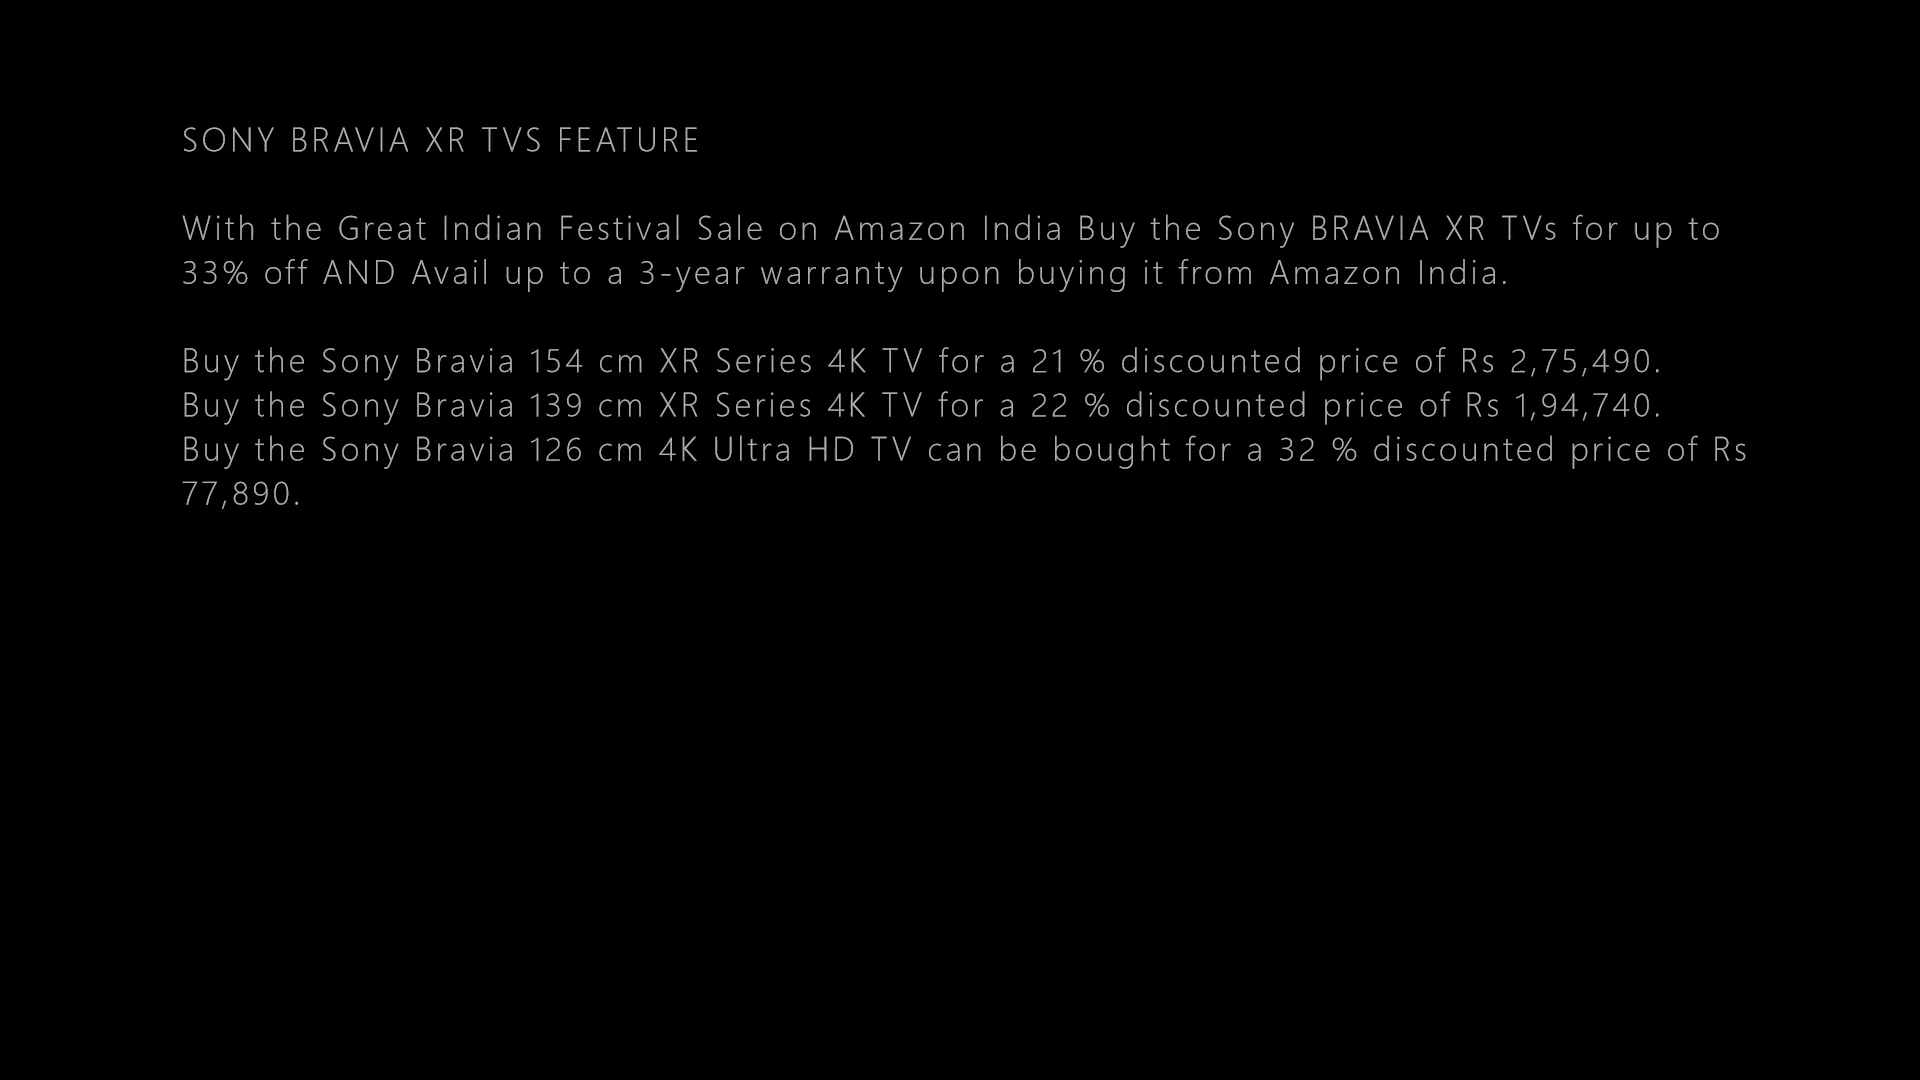 SONY BRAVIA XR TVS FEATURE
With the Great Indian Festival Sale on Amazon India Buy the Sony BRAVIA XR TVs for up to
33% off AND Avail up to a 3-year warranty upon buying it from Amazon India.
Buy the Sony Bravia 154 cm XR Series 4K TV for a 21 % discounted price of Rs 2,75,490.
Buy the Sony Bravia 139 cm XR Series 4K TV for a 22 % discounted price of Rs 1,94,740.
Buy the Sony Bravia 126 cm 4K Ultra HD TV can be bought for a 32 % discounted price of Rs
77,890.